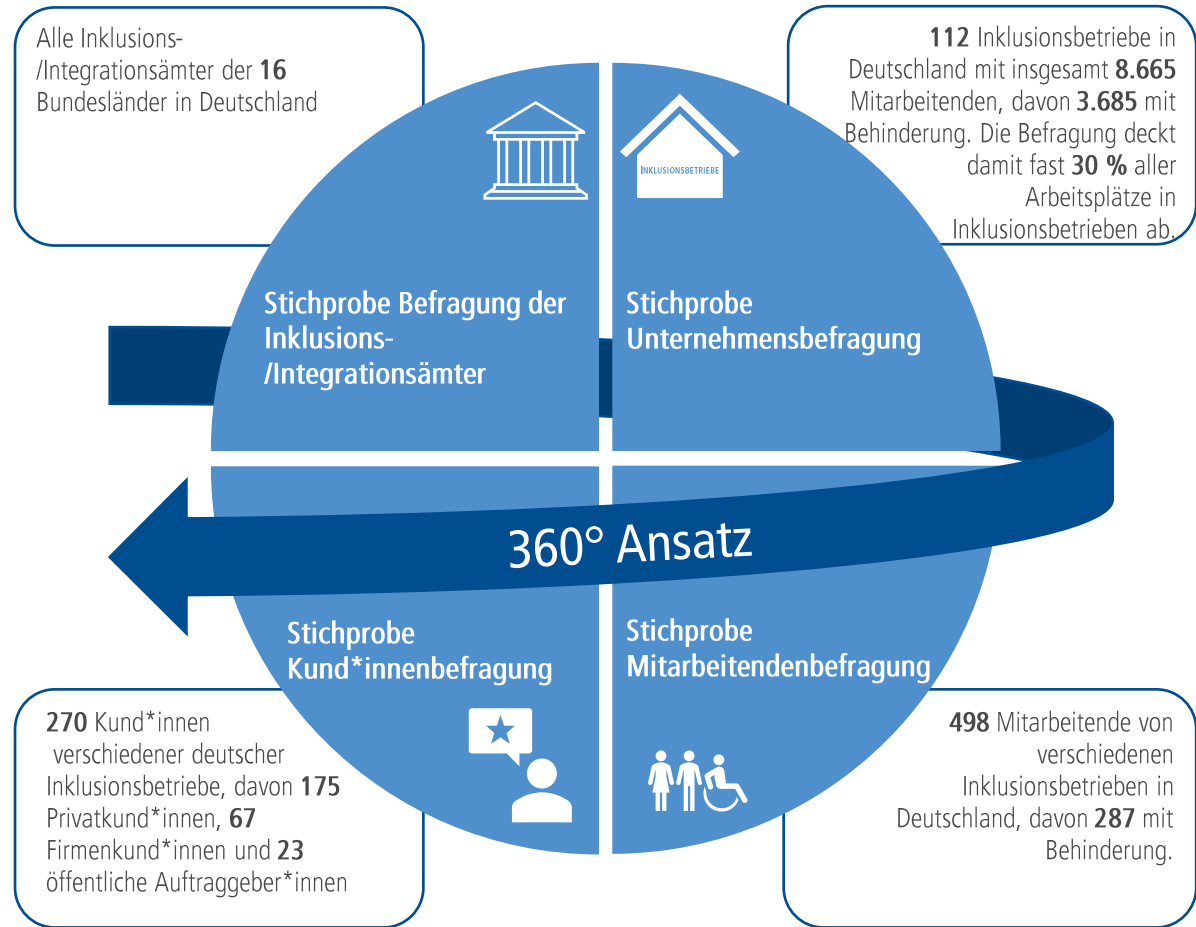 Alle Inklusions-
/Integrationsämter der 16
Bundesländer in Deutschland
112 Inklusionsbetriebe in
Deutschland mit insgesamt 8.665
Mitarbeitenden, davon 3.685 mit
Behinderung. Die Befragung deckt
damit fast 30 % aller
Arbeitsplätze in
Inklusionsbetrieben ab.
INKLUSIONSBETRIEBE
Stichprobe Befragung der
Inklusions-
/Integrationsämter
Stichprobe
Unternehmensbefragung
360° Ansatz
Stichprobe
Kund*innenbefragung
Stichprobe
Mitarbeitendenbefragung
270 Kund*innen
verschiedener deutscher
Inklusionsbetriebe, davon 175
Privatkund*innen, 67
Firmenkund*innen und 23
öffentliche Auftraggeber*innen
498 Mitarbeitende von
verschiedenen
Inklusionsbetrieben in
Deutschland, davon 287 mit
Behinderung.